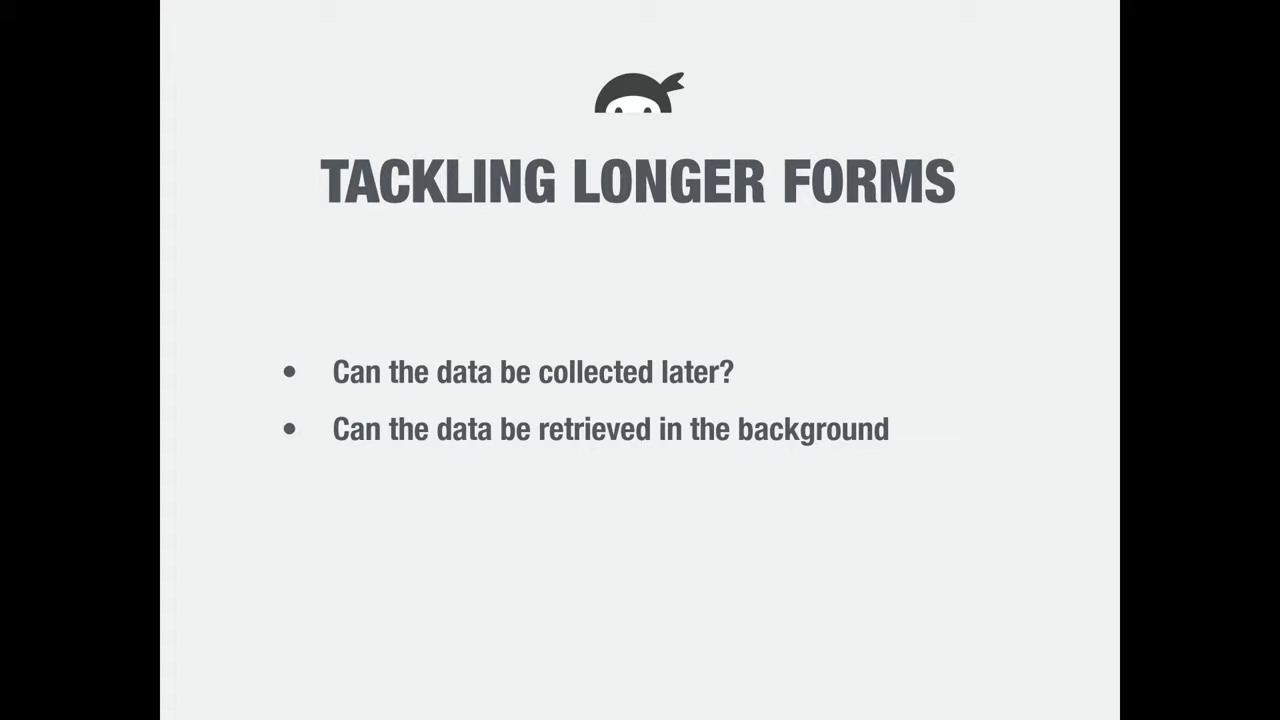 TACKLING LONGER FORMS
• Can the data be collected later?
• Can the data be retrieved in the background